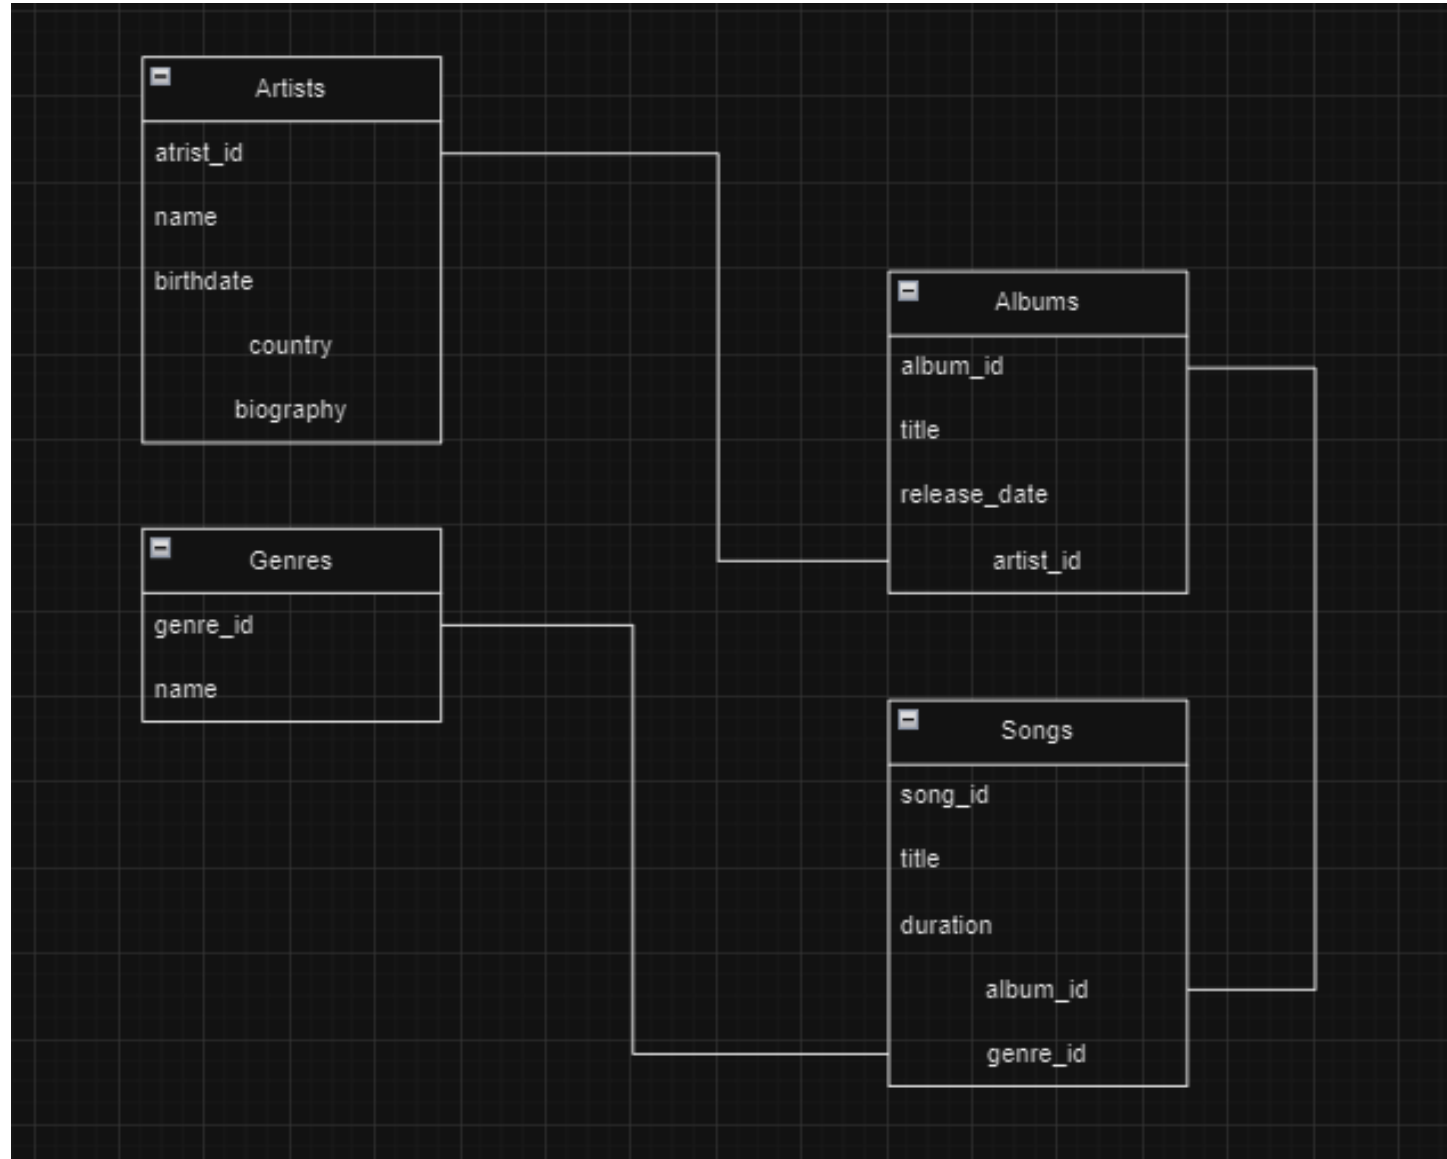 Artists
atrist_id
name
birthdate
country
biography
Genres
genre_id
name
Albums
album_id
title
release_date
artist_id
Songs
song_id
title
duration
album_id
genre_id